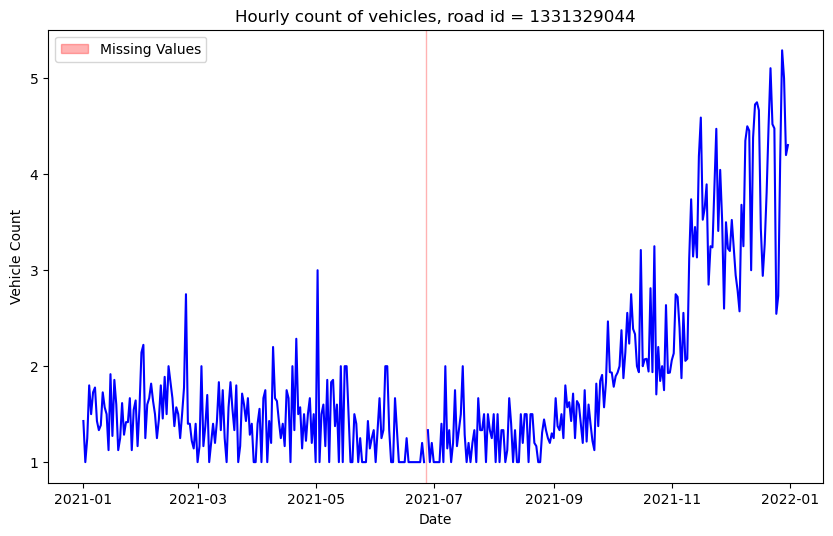 Hourly count of vehicles, road id = 1331329044
Missing Values
Vehicle Count
5
4
3
2
1
2021-01 2021-03 2021-05 2021-07 2021-09 2021-11 2022-01
Date